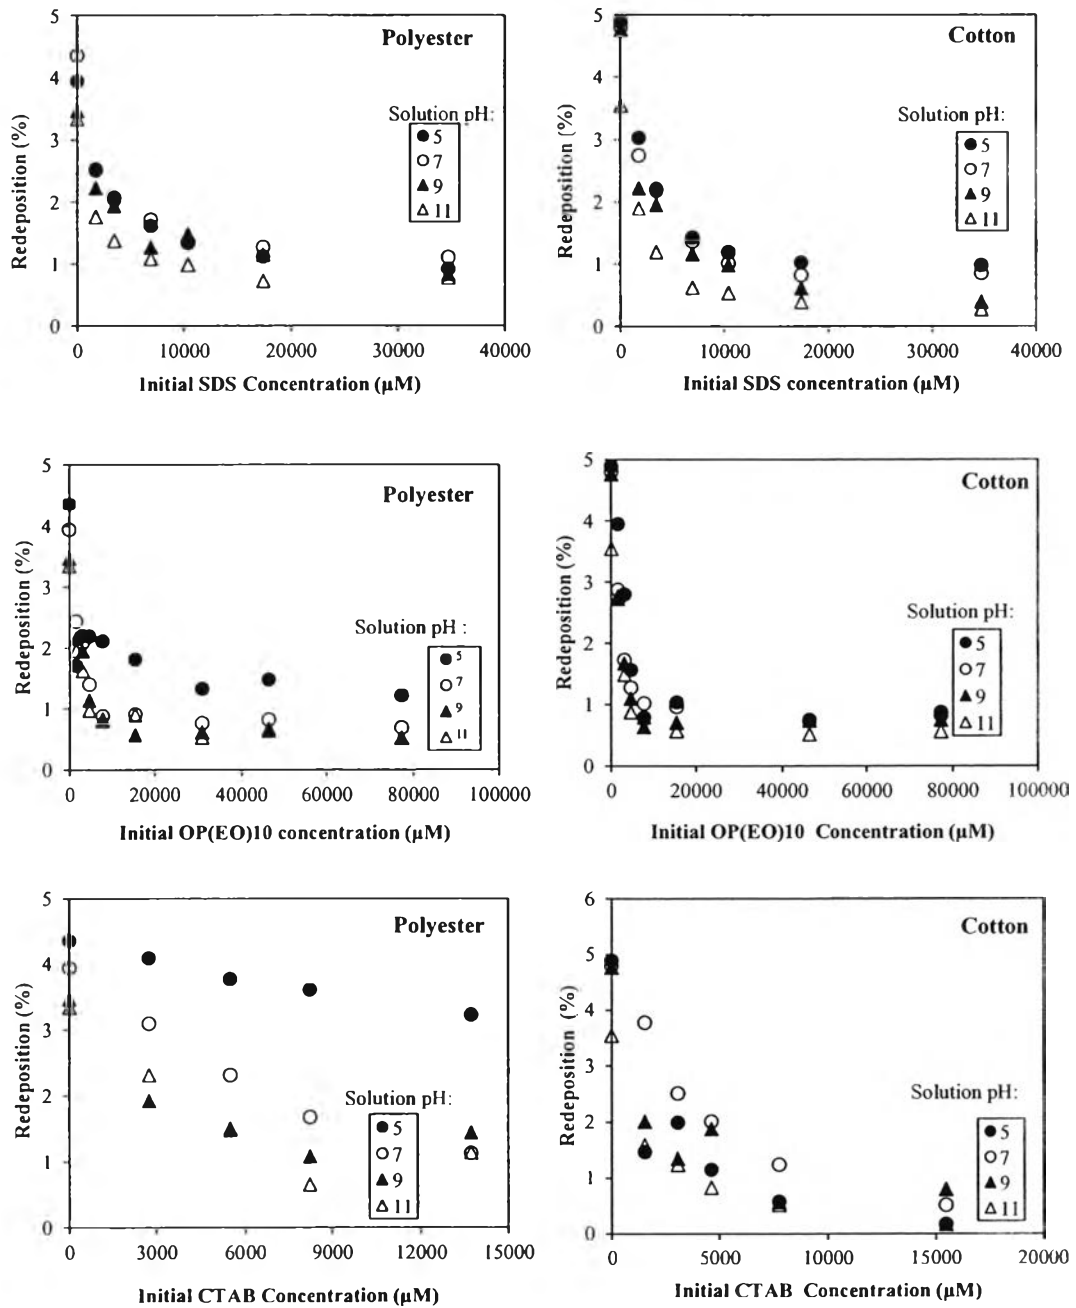 Polyester
Redeposition (%)
5
4
3
2
1
0
Solution pH:
5
7
9
11
0 10000 20000 30000 40000
Initial SDS Concentration (µM)
Cotton
Redeposition (%)
5
4
3
2
1
0
Solution pH:
5
7
9
11
0 10000 20000 30000 40000
Initial SDS concentration (µM)
Polyester
Redeposition (%)
5
4
3
2
1
0
Solution pH :
5
7
9
11
0 20000 40000 60000 80000 100000
Initial OP(EO)10 concentration (µM)
Cotton
Redeposition (%)
5
4
3
2
1
0
Solution pH:
5
7
9
11
0 20000 40000 60000 80000 100000
Initial OP(EO)10 Concentration (µM)
Polyester
Redeposition (%)
5
4
3
2
1
0
Solution pH:
5
7
9
11
0 3000 6000 9000 12000 15000
Initial CTAB Concentration (µM)
Cotton
Redeposition (%)
6
5
4
3
2
1
0
Solution pH:
5
7
9
11
0 5000 10000 15000 20000
Initial CTAB Concentration (µM)